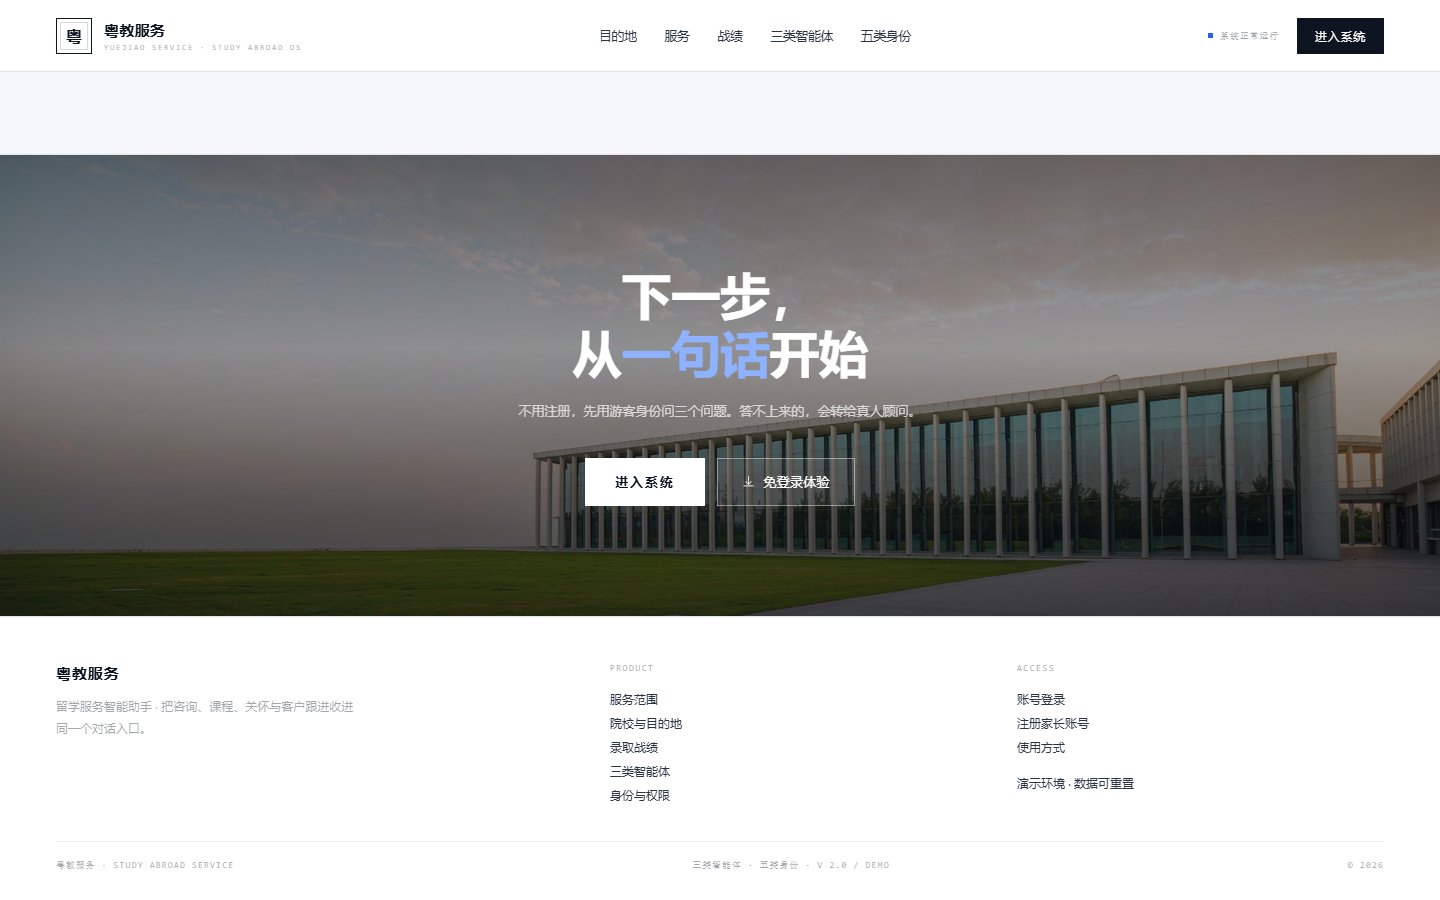 粤
粤教服务
YUEJIAO SERVICE · STUDY ABROAD OS
目的地
服务
战绩
三类智能体
五类身份
系统正常运行
进入系统
下一步，
从一句话开始
不用注册，先用游客身份问三个问题。答不上来的，会转给真人顾问。
进入系统
免登录体验
粤教服务
留学服务智能助手 · 把咨询、课程、关怀与客户跟进收进
同一个对话入口。
PRODUCT
服务范围
院校与目的地
录取战绩
三类智能体
身份与权限
ACCESS
账号登录
注册家长账号
使用方式
演示环境 · 数据可重置
粤教服务 · STUDY ABROAD SERVICE
三类智能体 · 五类身份 · V 2.0 / DEMO
© 2026